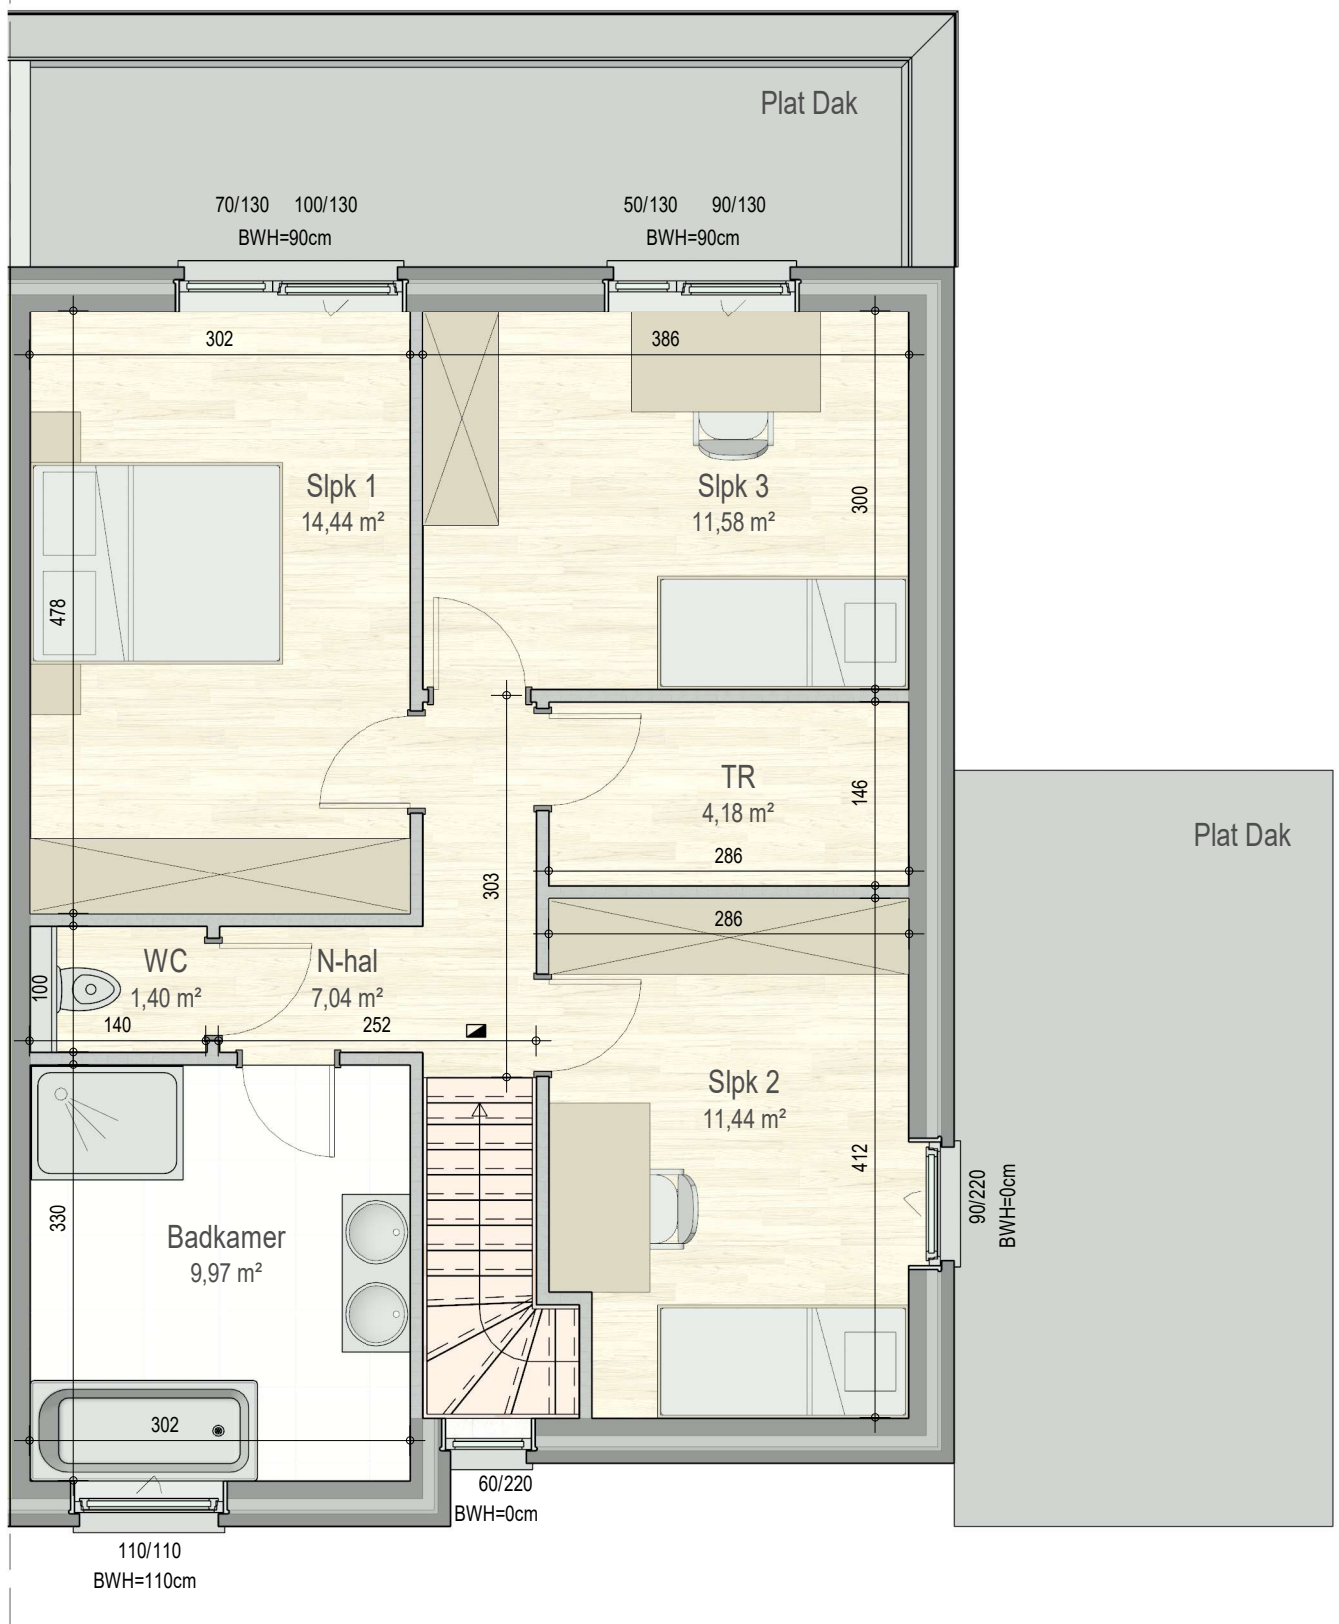 Plat Dak
70/130 100/130
BWH=90cm
50/130 90/130
BWH=90cm
302
386
Slpk 1
14,44 m²
Slpk 3
11,58 m²
300
478
TR
4,18 m²
146
Plat Dak
286
303
286
WC
1,40 m²
N-hal
7,04 m²
100
140
252
Slpk 2
11,44 m²
412
90/220
BWH=0cm
330
Badkamer
9,97 m²
302
60/220
BWH=0cm
110/110
BWH=110cm